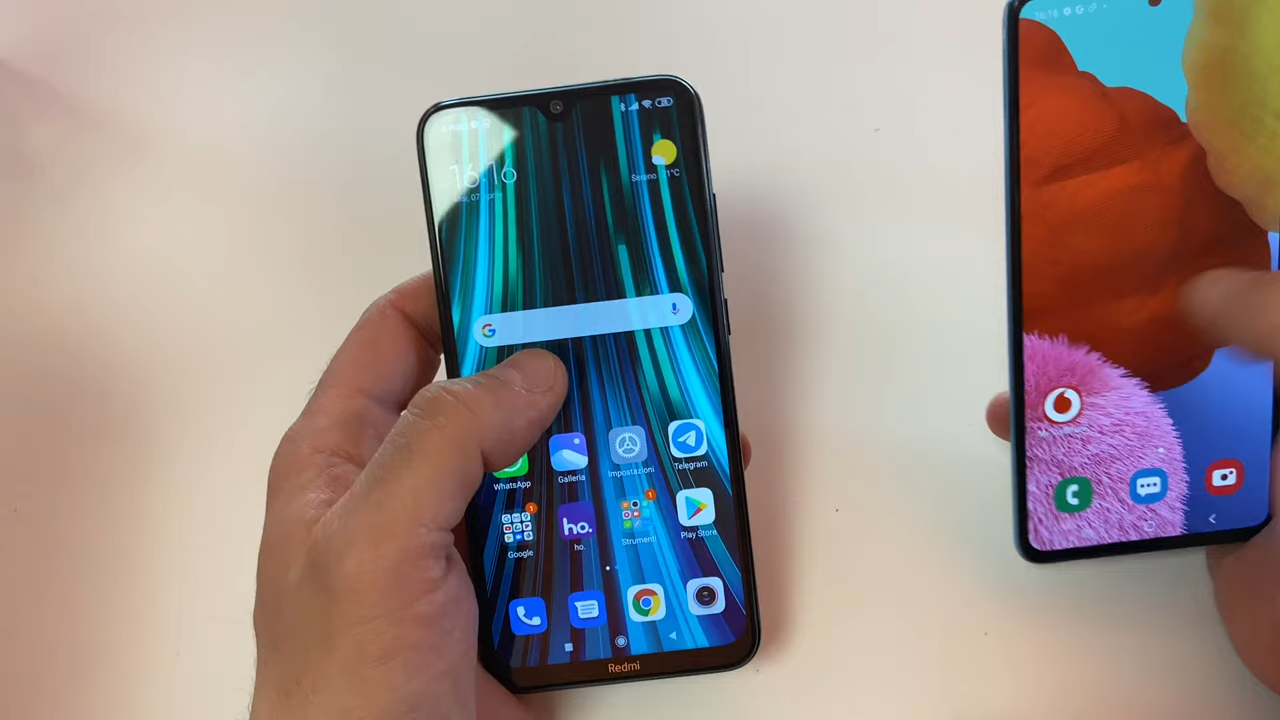 16:16
Sereno
WhatsApp
Galleria
Impostazioni
Telegram
Google
ho.
ho.
Strumenti
Play Store
Redmi